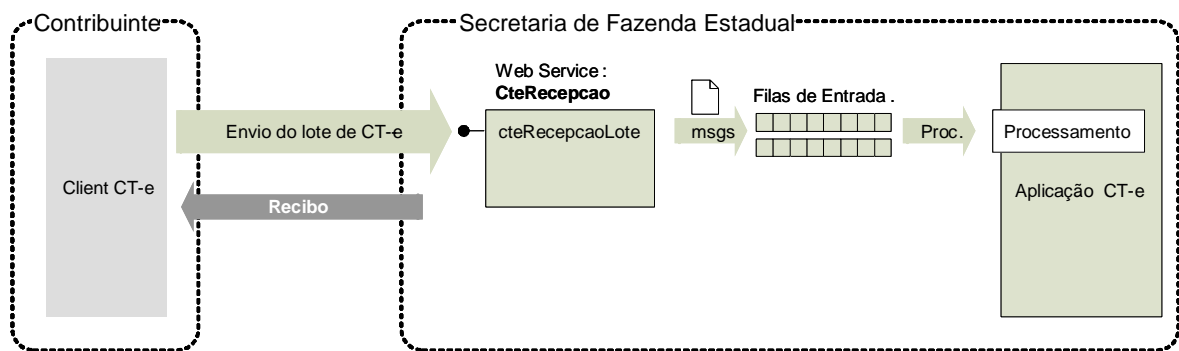 Contribuinte
Secretaria de Fazenda Estadual
Client CT-e
Envio do lote de CT-e
Recibo
Web Service :
CteRecepcao
cteRecepcaoLote
msgs
Filas de Entrada .
Proc.
Processamento
Aplicação CT-e